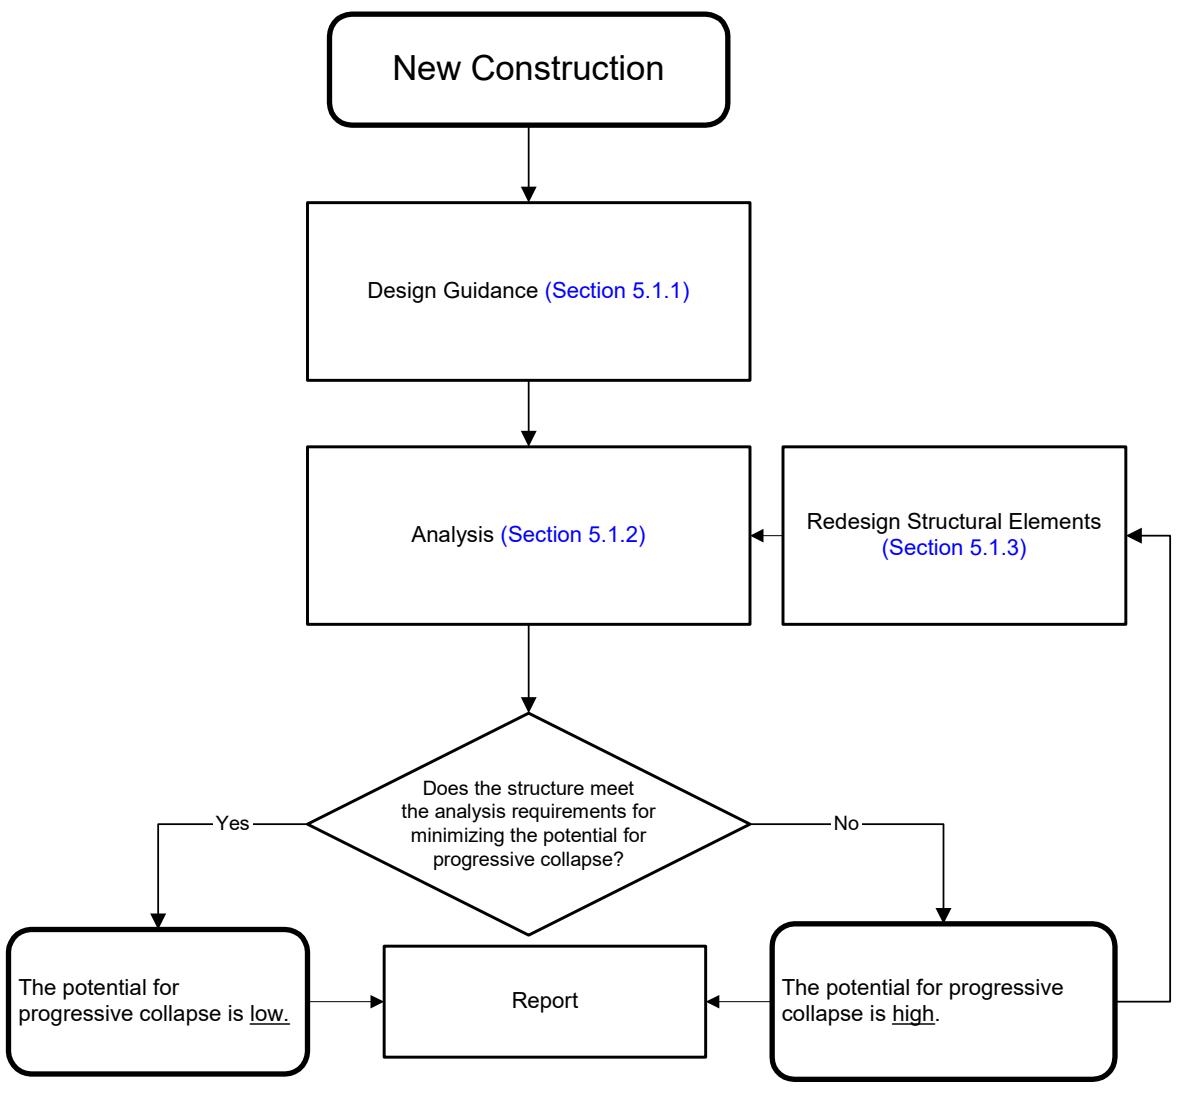 New Construction
Design Guidance (Section 5.1.1)
Analysis (Section 5.1.2)
Redesign Structural Elements
(Section 5.1.3)
Does the structure meet
the analysis requirements for
minimizing the potential for
progressive collapse?
Yes
No
The potential for
progressive collapse is low.
Report
The potential for progressive
collapse is high.